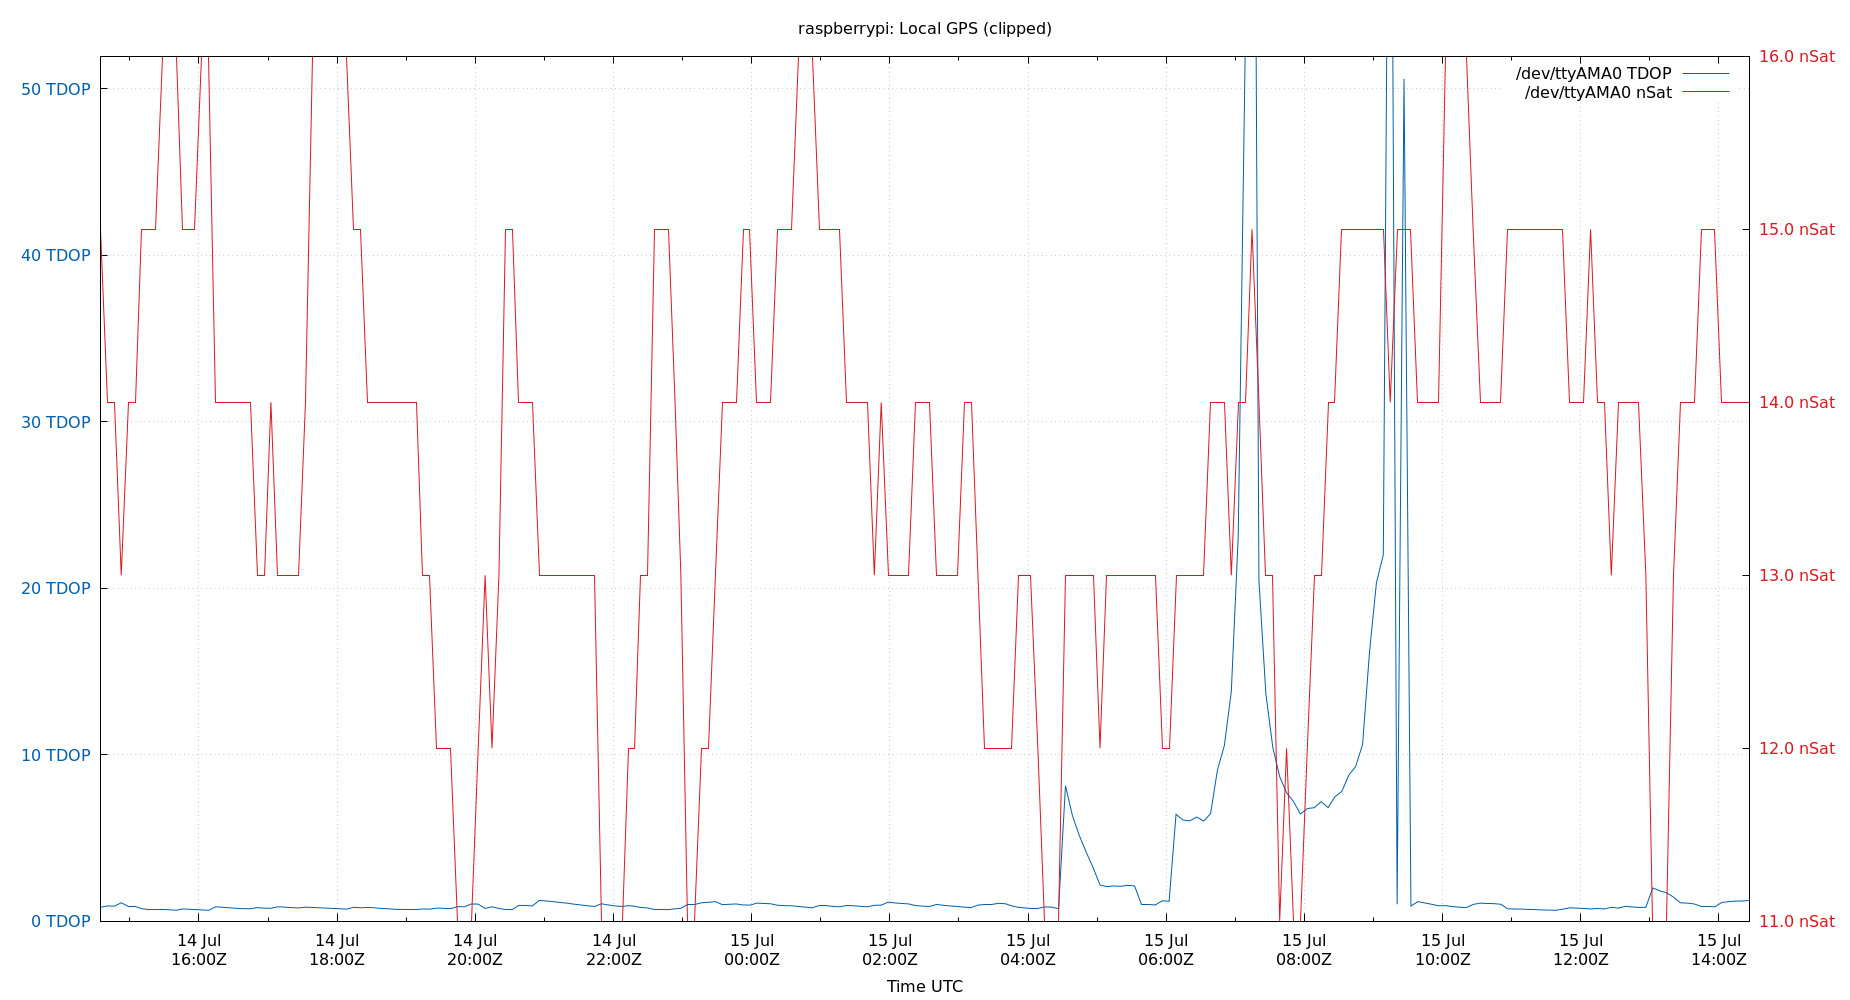 raspberrypi: Local GPS (clipped)
/dev/ttyAMA0 TDOP
/dev/ttyAMA0 nSat
50 TDOP
40 TDOP
30 TDOP
20 TDOP
10 TDOP
0 TDOP
16.0 nSat
15.0 nSat
14.0 nSat
13.0 nSat
12.0 nSat
11.0 nSat
14 Jul
16:00Z
14 Jul
18:00Z
14 Jul
20:00Z
14 Jul
22:00Z
15 Jul
00:00Z
15 Jul
02:00Z
15 Jul
04:00Z
15 Jul
06:00Z
15 Jul
08:00Z
15 Jul
10:00Z
15 Jul
12:00Z
15 Jul
14:00Z
Time UTC